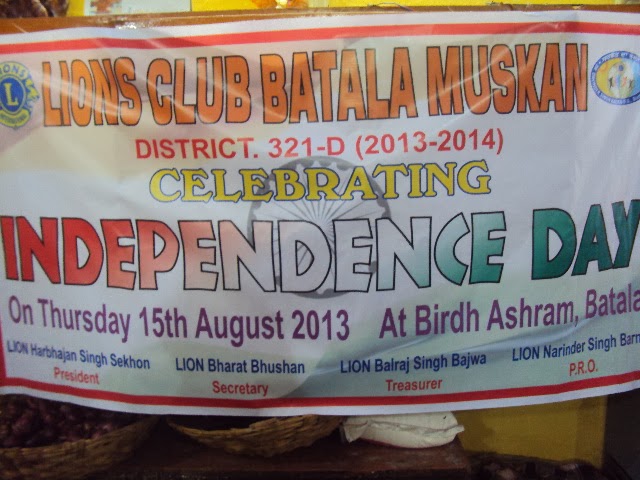 LIONS CLUB BATALA MUSKAN
DISTRICT. 321-D (2013-2014)
CELEBRATING
INDEPENDENCE DAY
On Thursday 15th August 2013 At Birdh Ashram, Batala
LION Harbhajan Singh Sekhon
President
LION Bharat Bhushan
Secretary
LION Balraj Singh Bajwa
Treasurer
LION Narinder Singh
P.R.O.
LIONS
L